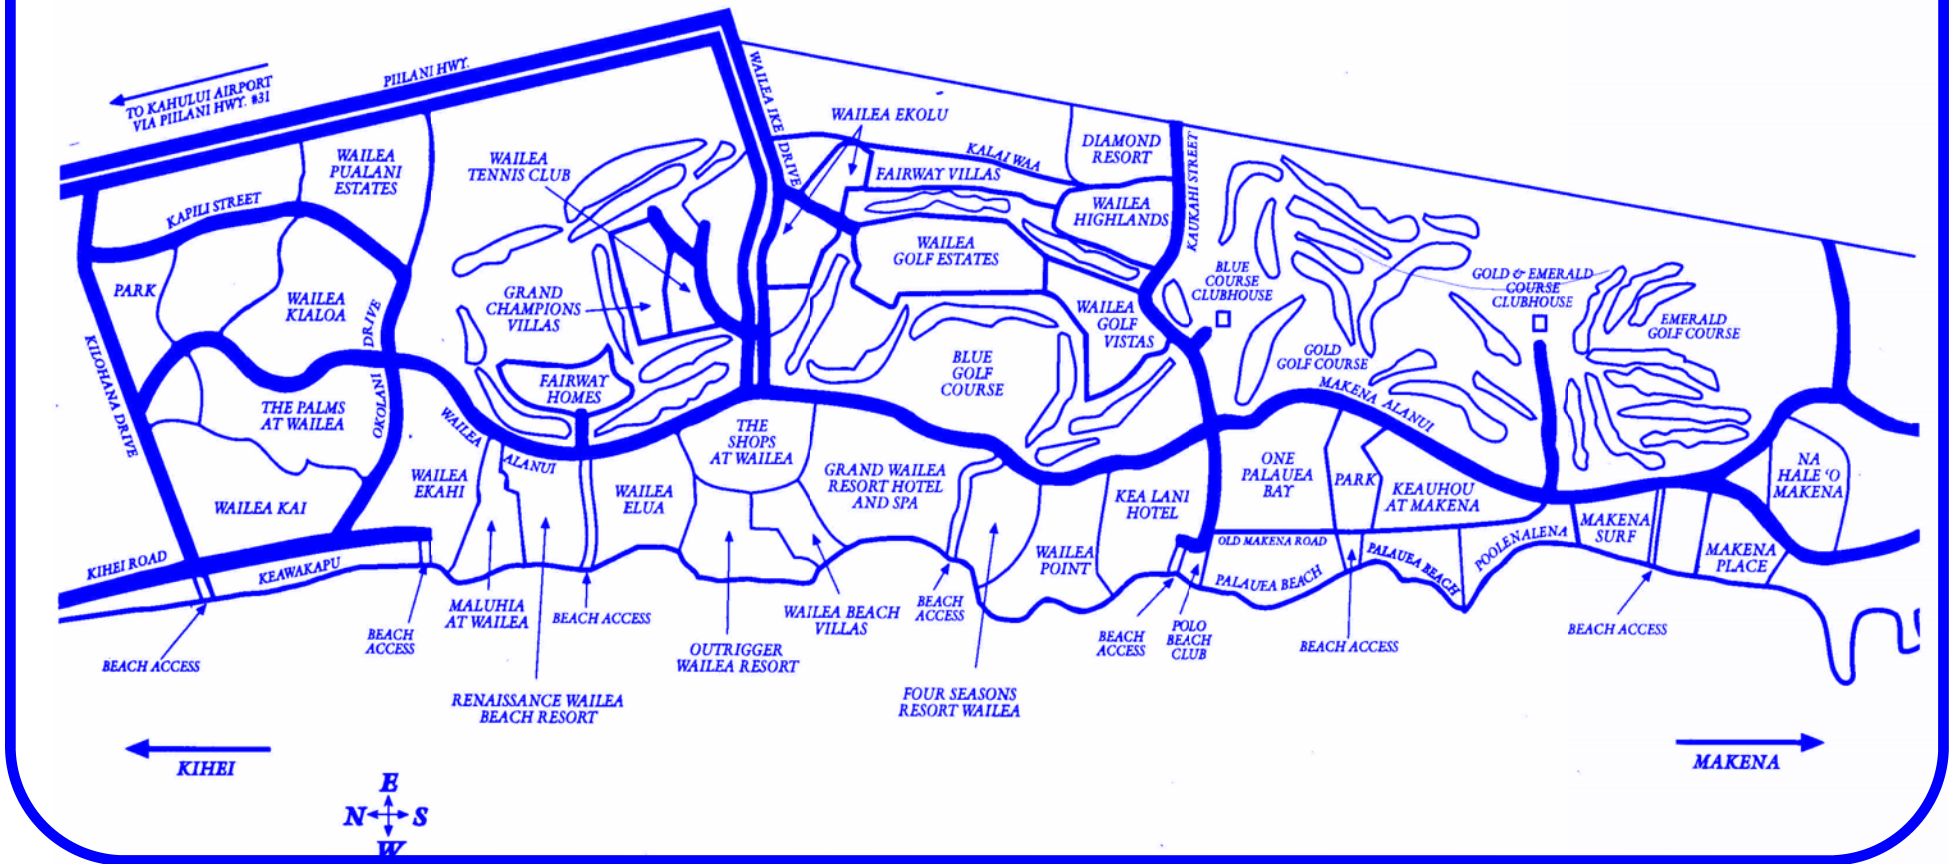 PIILANI HWY.
TO KAHULUI AIRPORT
VIA PIILANI HWY. #31
WAILEA IKE DRIVE
WAILEA EKOLU
KALAI WAA
DIAMOND
RESORT
KAUKAHI STREET
WAILEA
PUALANI
ESTATES
WAILEA
TENNIS CLUB
FAIRWAY VILLAS
KAPILI STREET
WAILEA
HIGHLANDS
WAILEA
GOLF ESTATES
PARK
WAILEA
KIALOA
GRAND
CHAMPIONS
VILLAS
BLUE
COURSE
CLUBHOUSE
GOLD & EMERALD
COURSE
CLUBHOUSE
WAILEA
GOLF
VISTAS
EMERALD
GOLF COURSE
KILOHANA DRIVE
OKOLANI DRIVE
BLUE
GOLF
COURSE
GOLD
GOLF COURSE
FAIRWAY
HOMES
MAKENA ALANUI
THE PALMS
AT WAILEA
WAILEA ALANUI
THE
SHOPS
AT WAILEA
WAILEA
EKAHI
WAILEA
ELUA
GRAND WAILEA
RESORT HOTEL
AND SPA
KEA LANI
HOTEL
ONE
PALAUEA
BAY
PARK
KEAUHOU
AT MAKENA
NA
HALE ‘O
MAKENA
WAILEA KAI
MAKENA
SURF
KIHEI ROAD
KEAWAKAPU
WAILEA
POINT
OLD MAKENA ROAD
PALAUEA BEACH
PALAUEA BEACH
POOLENALENA
MAKENA
PLACE
MALUHIA
AT WAILEA
BEACH ACCESS
WAILEA BEACH
VILLAS
BEACH
ACCESS
BEACH
ACCESS
BEACH
ACCESS
POLO
BEACH
CLUB
BEACH ACCESS
BEACH ACCESS
BEACH ACCESS
OUTRIGGER
WAILEA RESORT
RENAISSANCE WAILEA
BEACH RESORT
FOUR SEASONS
RESORT WAILEA
KIHEI
MAKENA
E
N S
W